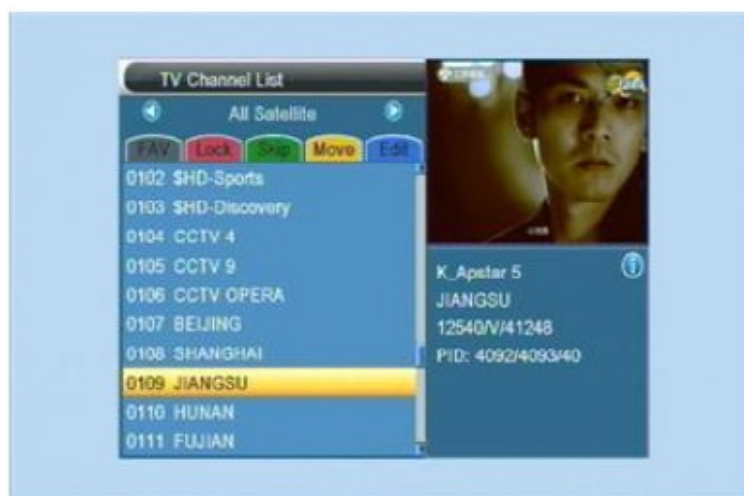 TV Channel List
All Satellite
FAV Lock Skip Move Edit
0102 $HD-Sports
0103 $HD-Discovery
0104 CCTV 4
0105 CCTV 9
0106 CCTV OPERA
0107 BEIJING
0108 SHANGHAI
0109 JIANGSU
0110 HUNAN
0111 FUJIAN
K_Apstar 5
JIANGSU
12540/V/41248
PID: 4092/4093/40